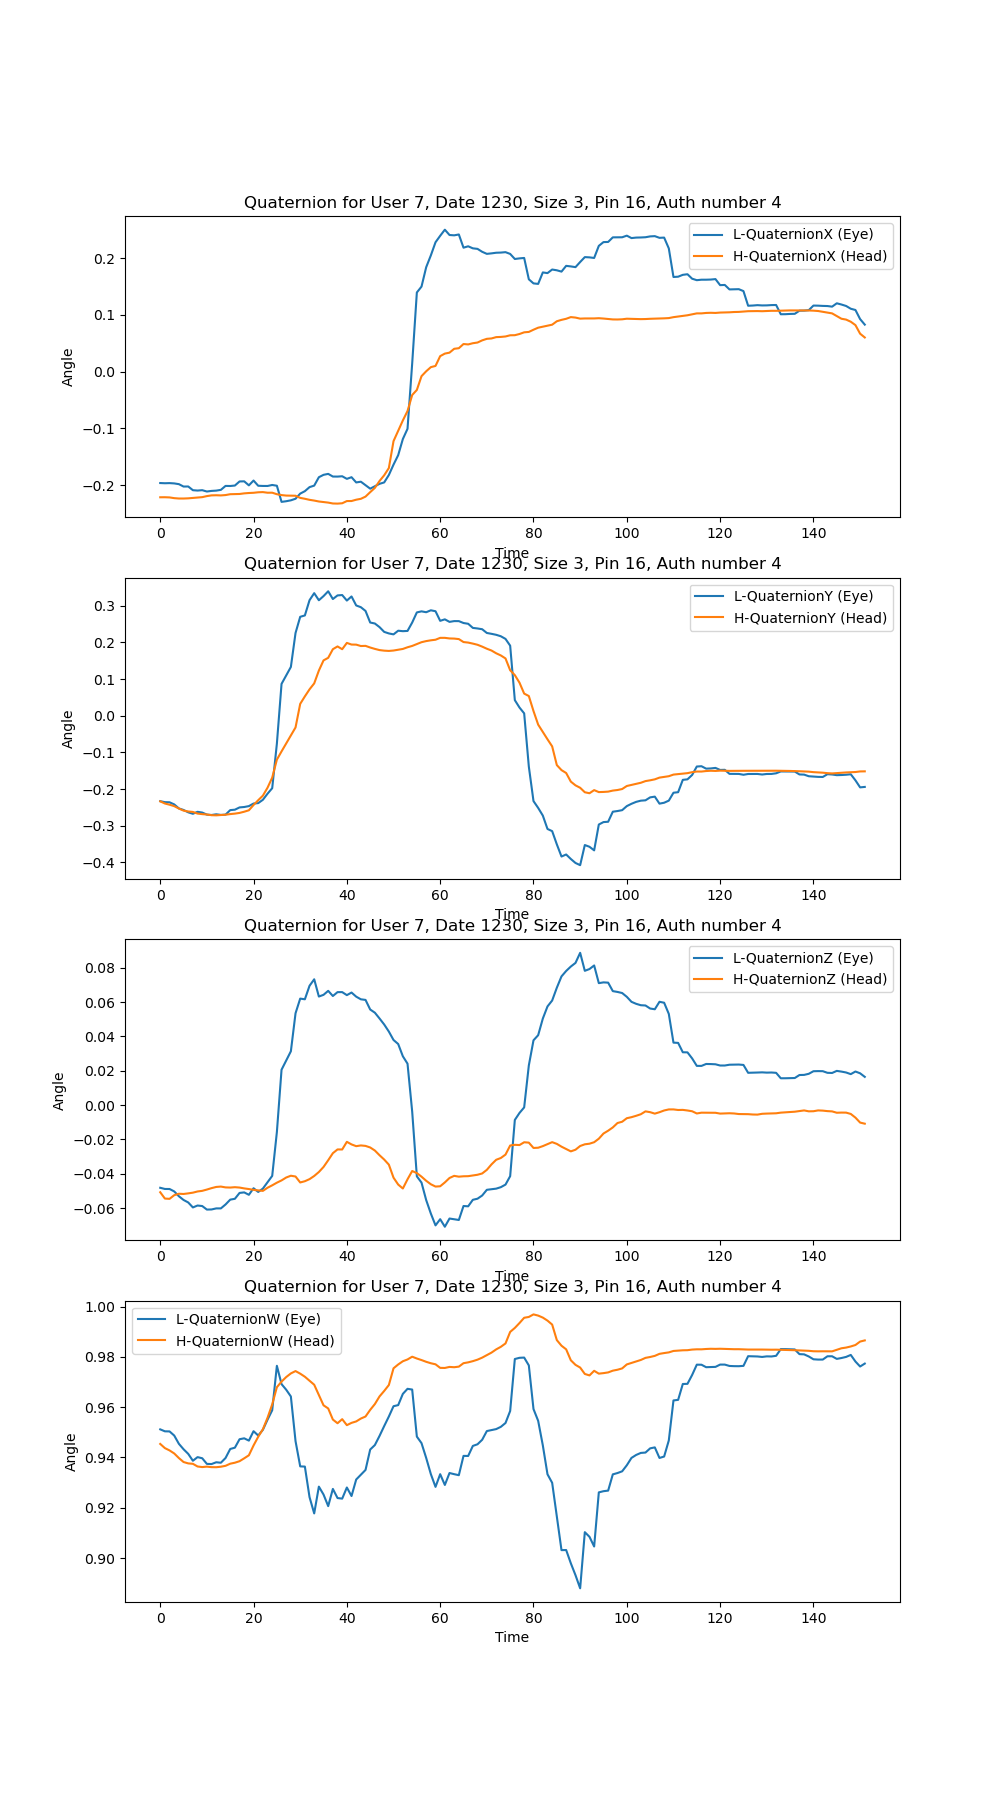 Quaternion for User 7, Date 1230, Size 3, Pin 16, Auth number 4
L-QuaternionX (Eye)
H-QuaternionX (Head)
Angle
0.2
0.1
0.0
−0.1
−0.2
0 20 40 60 80 100 120 140
Time
Quaternion for User 7, Date 1230, Size 3, Pin 16, Auth number 4
L-QuaternionY (Eye)
H-QuaternionY (Head)
Angle
0.3
0.2
0.1
0.0
−0.1
−0.2
−0.3
−0.4
0 20 40 60 80 100 120 140
Time
Quaternion for User 7, Date 1230, Size 3, Pin 16, Auth number 4
L-QuaternionZ (Eye)
H-QuaternionZ (Head)
Angle
0.08
0.06
0.04
0.02
0.00
−0.02
−0.04
−0.06
0 20 40 60 80 100 120 140
Time
Quaternion for User 7, Date 1230, Size 3, Pin 16, Auth number 4
L-QuaternionW (Eye)
H-QuaternionW (Head)
Angle
1.00
0.98
0.96
0.94
0.92
0.90
0 20 40 60 80 100 120 140
Time